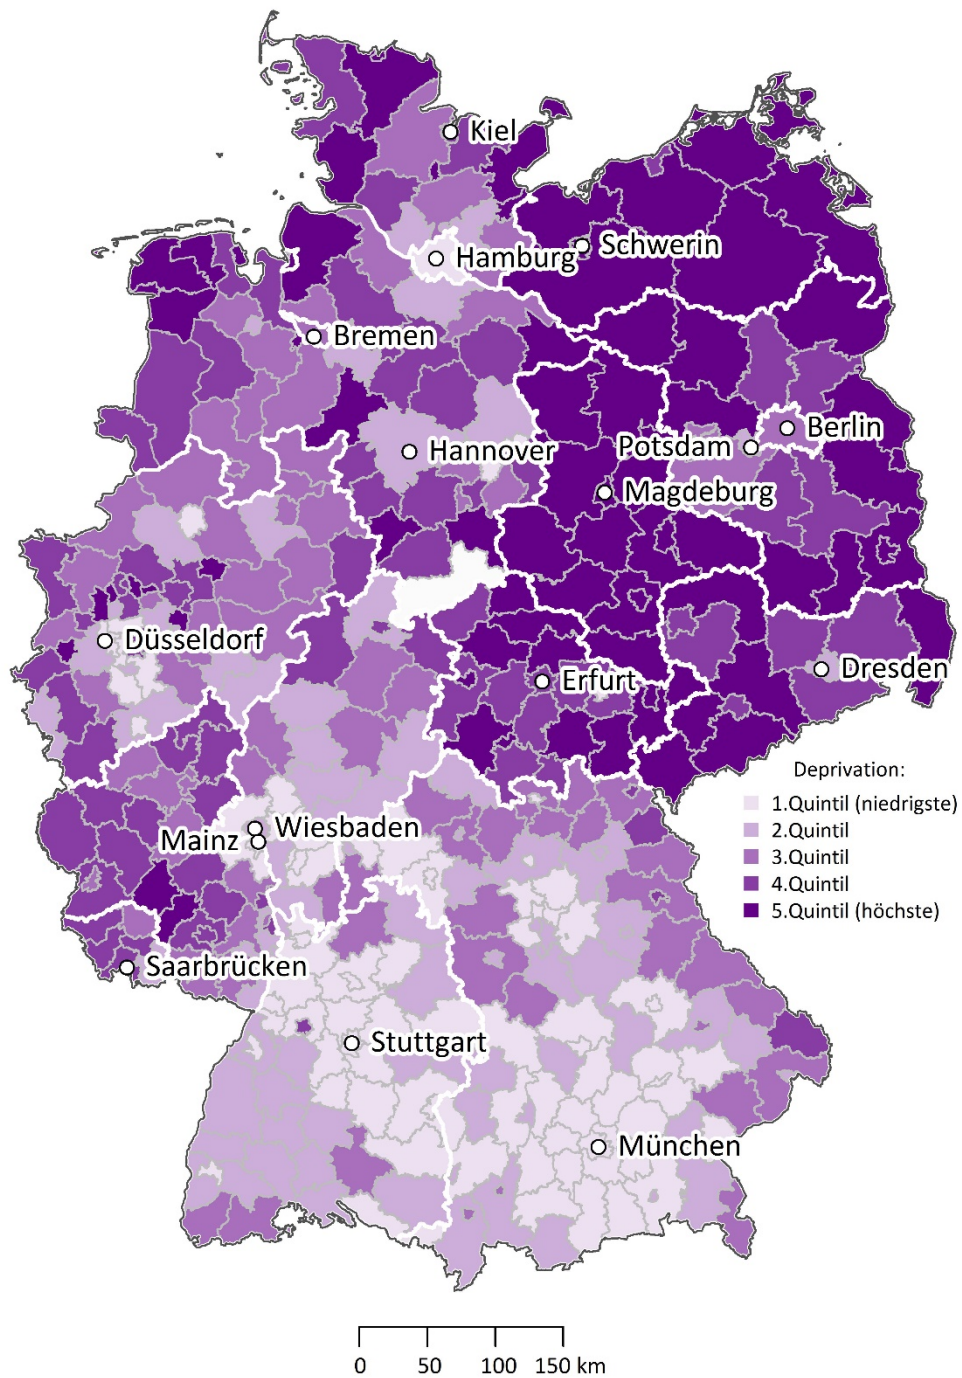 Kiel
Schwerin
Hamburg
Bremen
Berlin
Potsdam
Hannover
Magdeburg
Düsseldorf
Erfurt
Dresden
Deprivation:
1.Quintil (niedrigste)
2.Quintil
3.Quintil
4.Quintil
5.Quintil (höchste)
Wiesbaden
Mainz
Saarbrücken
Stuttgart
München
0 50 100 150 km